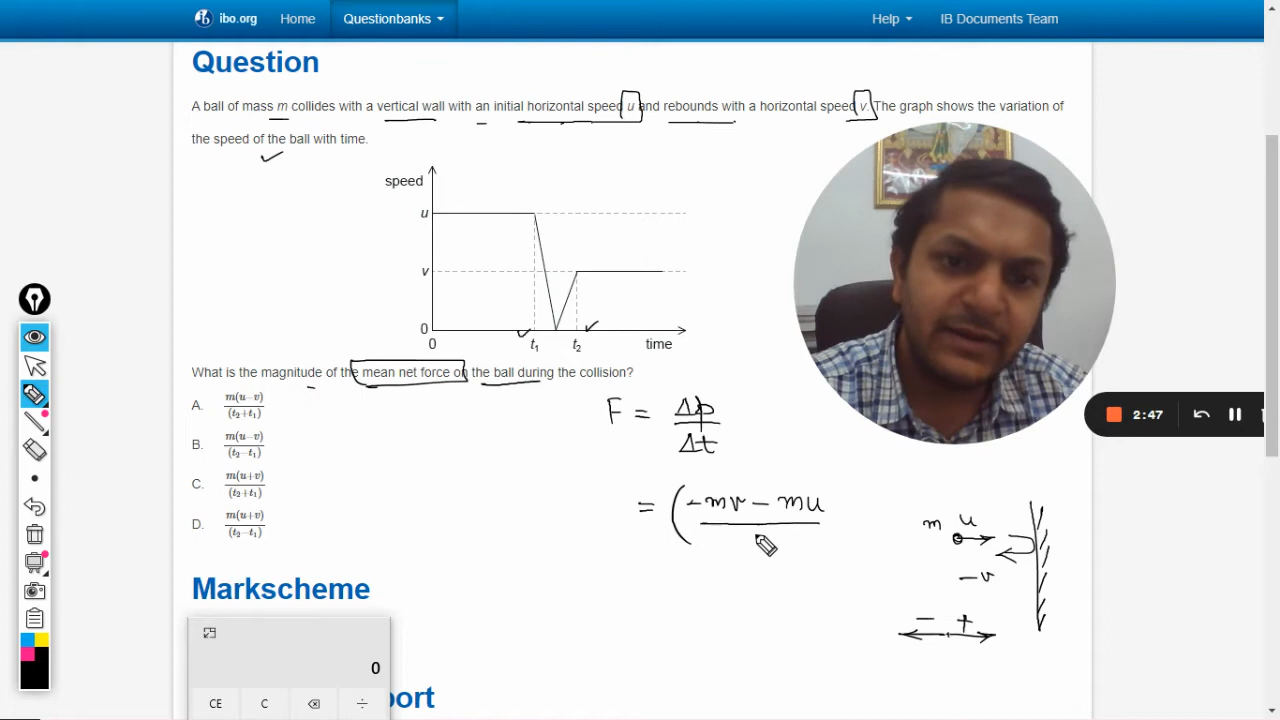 ibo.org Home Questionbanks Help IB Documents Team
Question
A ball of mass m collides with a vertical wall with an initial horizontal speed u and rebounds with a horizontal speed v. The graph shows the variation
of the speed of the ball with time.
speed
u
v
0
0 t₁ t₂ time
What is the magnitude of the mean net force on the ball during the collision?
A. m(u−v)/(t₂+t₁)
B. m(u−v)/(t₂−t₁)
C. m(u+v)/(t₂+t₁)
D. m(u+v)/(t₂−t₁)
F = Δp/Δt
= (-mv - mu
m u
-v
- +
2:47
Markscheme
0
CE C ÷
port